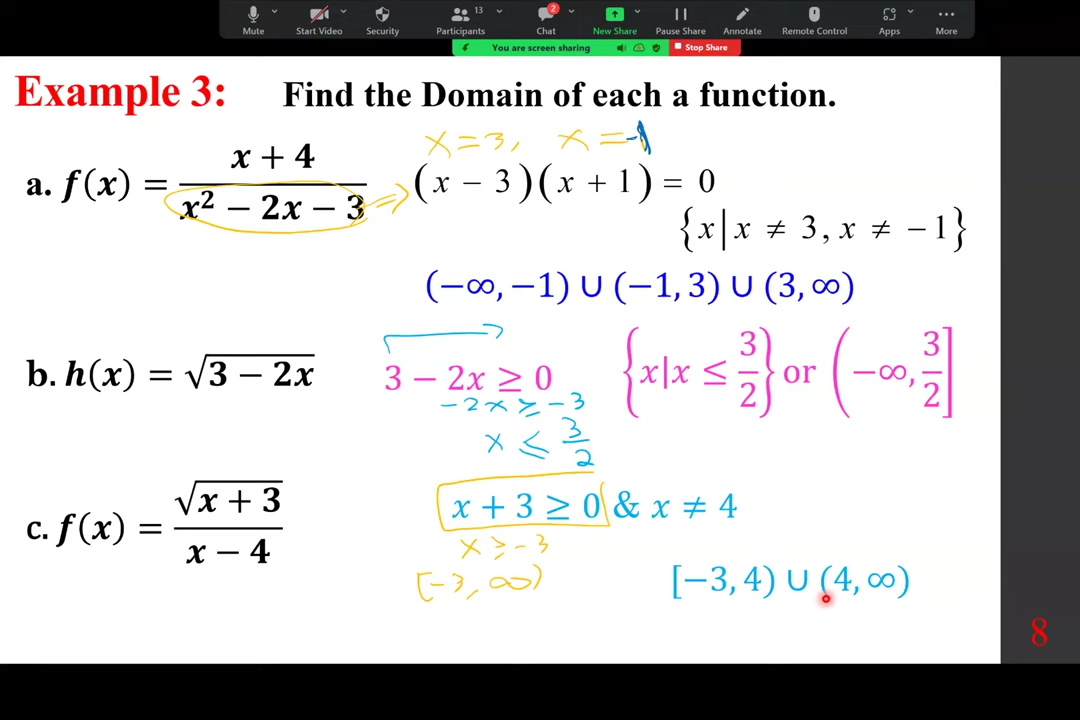 Mute Start Video Security Participants 13 Chat 2 New Share Pause Share Annotate Remote Control Apps More
You are screen sharing Stop Share
Example 3: Find the Domain of each a function.
x = 3, x = -1
a. f(x) = (x + 4)/(x² − 2x − 3) ⇒ (x − 3)(x + 1) = 0
{x|x ≠ 3, x ≠ −1}
(−∞, −1) ∪ (−1, 3) ∪ (3, ∞)
b. h(x) = √(3 − 2x) 3 − 2x ≥ 0 {x|x ≤ 3/2} or (−∞, 3/2]
-2x ≥ -3
x ≤ 3/2
c. f(x) = √(x + 3)/(x − 4) x + 3 ≥ 0 & x ≠ 4
x ≥ -3
[-3, ∞) [−3, 4) ∪ (4, ∞)
8